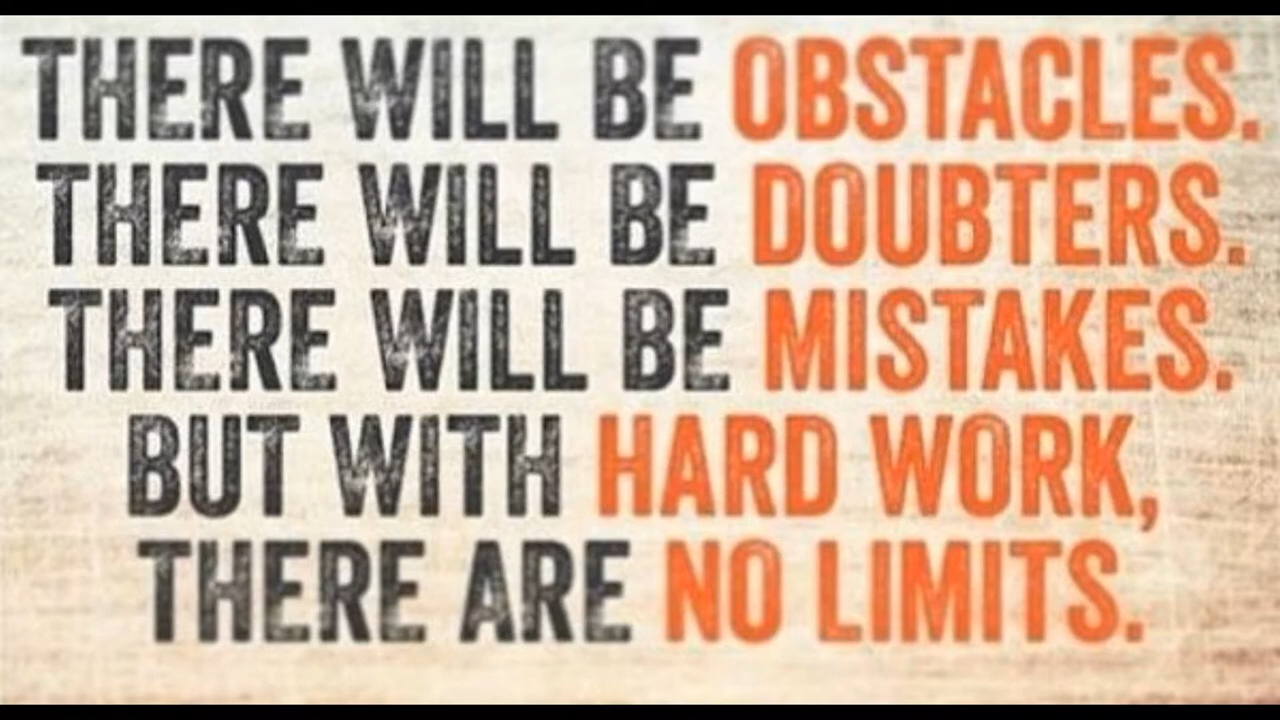 THERE WILL BE OBSTACLES.
THERE WILL BE DOUBTERS.
THERE WILL BE MISTAKES.
BUT WITH HARD WORK,
THERE ARE NO LIMITS.